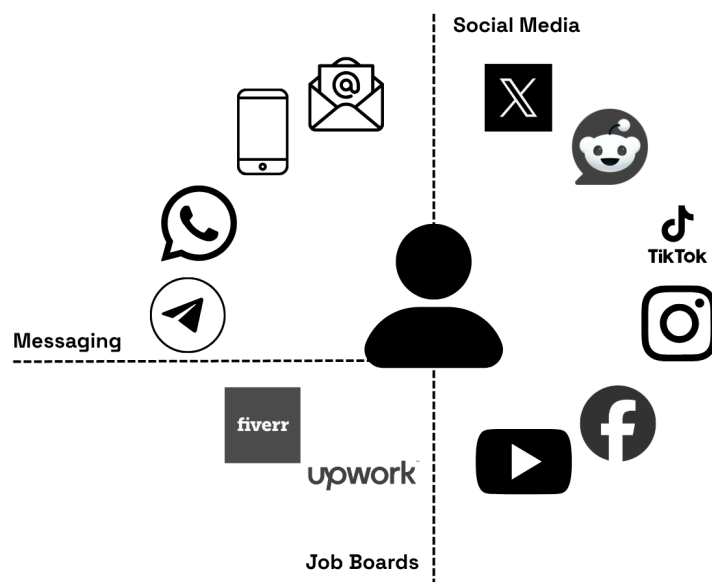 Social Media
TikTok
Messaging
fiverr
upwork
Job Boards